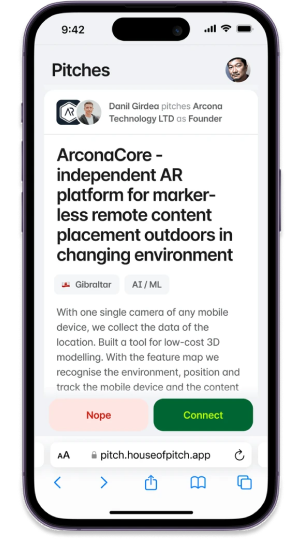 9:42
Pitches
Danil Girdea pitches Arcona
Technology LTD as Founder
ArconaCore -
independent AR
platform for marker-
less remote content
placement outdoors in
changing environment
Gibraltar
AI / ML
With one single camera of any mobile
device, we collect the data of the
location. Built a tool for low-cost 3D
modelling. With the feature map we
recognise the environment, position and
track the mobile device and the content
Nope
Connect
AA
pitch.houseofpitch.app